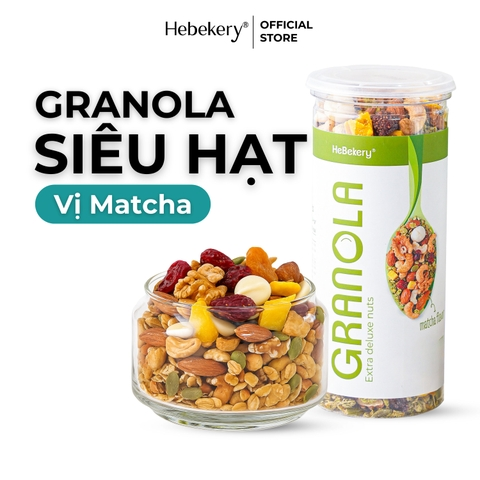 Hebekery®
OFFICIAL
STORE
GRANOLA
SIÊU HẠT
Vị Matcha
HeBekery®
GRANOLA
Extra deluxe nuts
matcha flavor